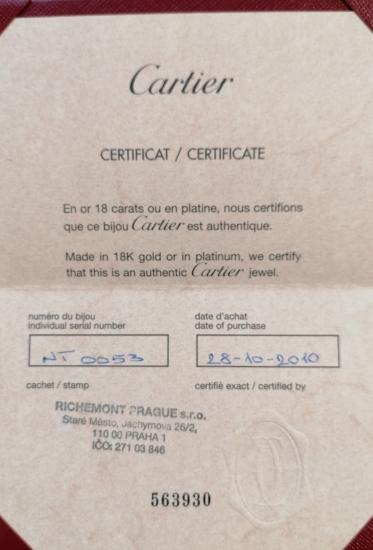 Cartier
CERTIFICAT / CERTIFICATE
En or 18 carats ou en platine, nous certifions
que ce bijou Cartier est authentique.
Made in 18K gold or in platinum, we certify
that this is an authentic Cartier jewel.
numéro du bijou
individual serial number
NT 0053
date d'achat
date of purchase
28-10-2010
cachet / stamp
certifié exact / certified by
RICHEMONT PRAGUE s.r.o.
Staré Město, Jáchymova 26/2,
110 00 PRAHA 1
IČO: 271 03 846
563930